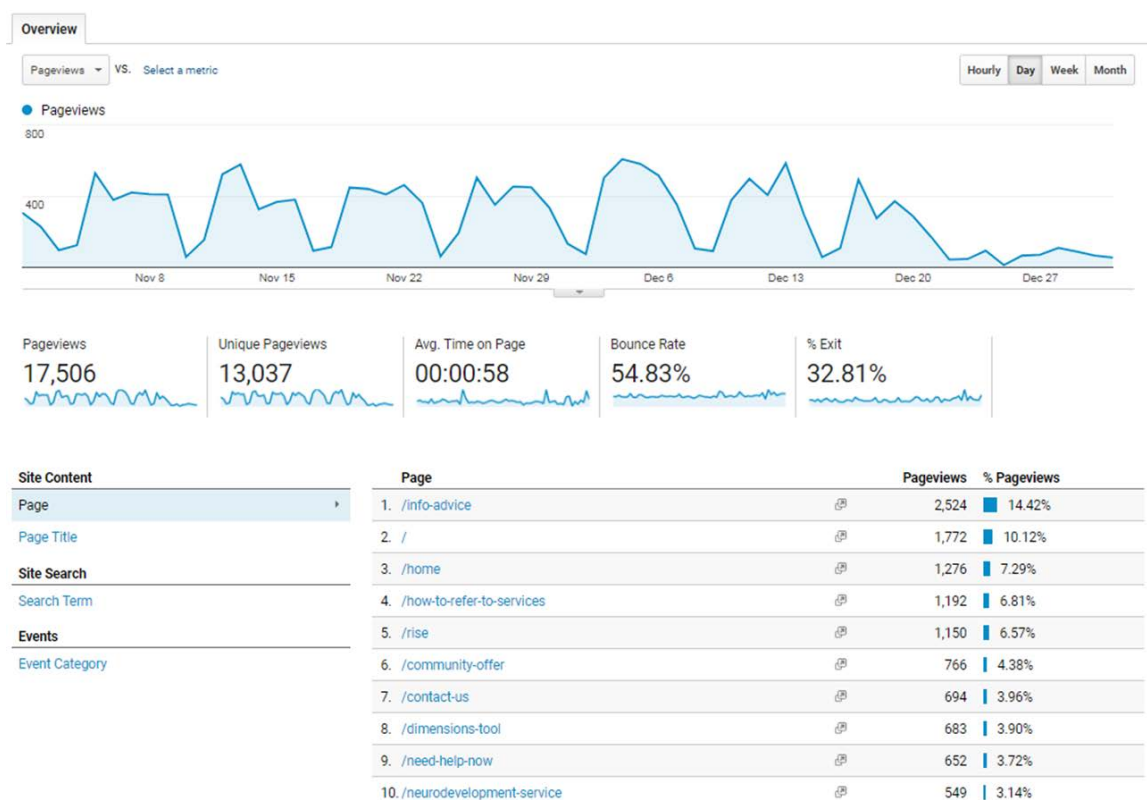 Overview
Pageviews VS. Select a metric
Hourly Day Week Month
Pageviews
800
400
Nov 8 Nov 15 Nov 22 Nov 29 Dec 6 Dec 13 Dec 20 Dec 27
Pageviews Unique Pageviews Avg. Time on Page Bounce Rate % Exit
17,506 13,037 00:00:58 54.83% 32.81%
Site Content
Page
Page Title
Site Search
Search Term
Events
Event Category
Page Pageviews % Pageviews
1. /info-advice 2,524 14.42%
2. / 1,772 10.12%
3. /home 1,276 7.29%
4. /how-to-refer-to-services 1,192 6.81%
5. /rise 1,150 6.57%
6. /community-offer 766 4.38%
7. /contact-us 694 3.96%
8. /dimensions-tool 683 3.90%
9. /need-help-now 652 3.72%
10. /neurodevelopment-service 549 3.14%